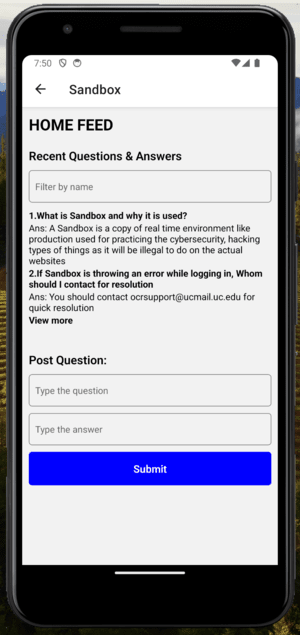 7:50
Sandbox
HOME FEED
Recent Questions & Answers
Filter by name
1.What is Sandbox and why it is used?
Ans: A Sandbox is a copy of real time environment like
production used for practicing the cybersecurity, hacking
types of things as it will be illegal to do on the actual
websites
2.If Sandbox is throwing an error while logging in, Whom
should I contact for resolution
Ans: You should contact ocrsupport@ucmail.uc.edu for
quick resolution
View more
Post Question:
Type the question
Type the answer
Submit